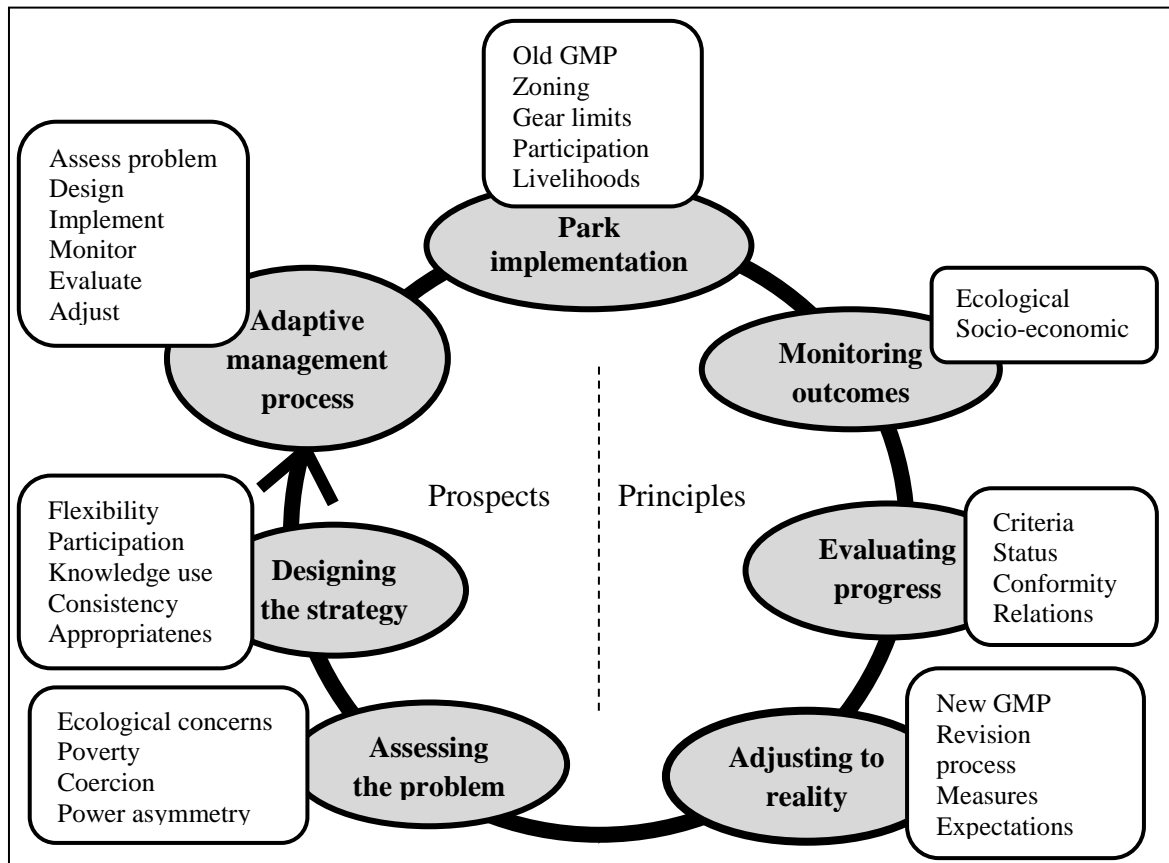 Old GMP
Zoning
Gear limits
Participation
Livelihoods
Park
implementation
Assess problem
Design
Implement
Monitor
Evaluate
Adjust
Adaptive
management
process
Ecological
Socio-economic
Monitoring
outcomes
Prospects
Principles
Flexibility
Participation
Knowledge use
Consistency
Appropriatenes
Designing
the strategy
Evaluating
progress
Criteria
Status
Conformity
Relations
Ecological concerns
Poverty
Coercion
Power asymmetry
Assessing
the problem
Adjusting to
reality
New GMP
Revision
process
Measures
Expectations